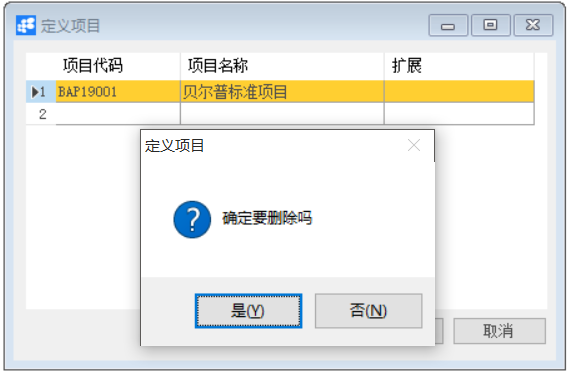 定义项目
项目代码 项目名称 扩展
1 BAP19001 贝尔普标准项目
2
定义项目
?
确定要删除吗
是(Y) 否(N)
取消